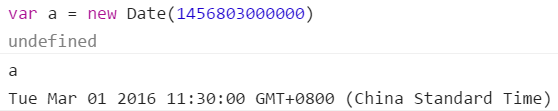 var a = new Date(1456803000000)
undefined
a
Tue Mar 01 2016 11:30:00 GMT+0800 (China Standard Time)